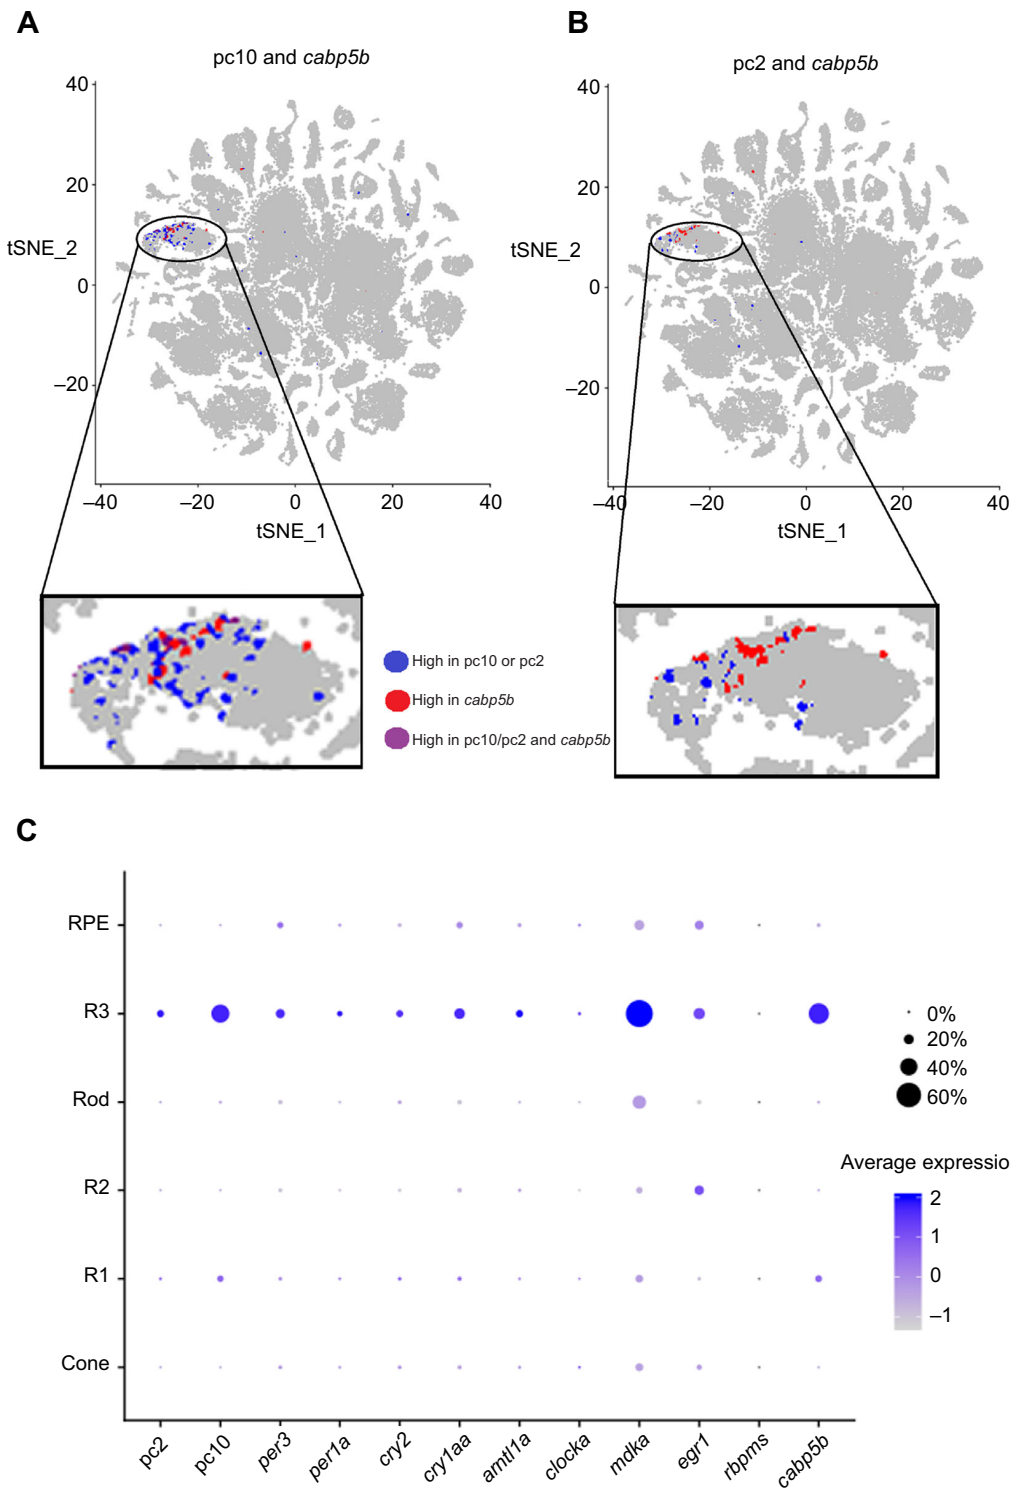 A
B
pc10 and cabp5b
pc2 and cabp5b
40
20
0
–20
tSNE_2
–40
–20
0
20
40
tSNE_1
40
20
0
–20
tSNE_2
–40
–20
0
20
40
tSNE_1
High in pc10 or pc2
High in cabp5b
High in pc10/pc2 and cabp5b
C
RPE
R3
Rod
R2
R1
Cone
pc2
pc10
per3
per1a
cry2
cry1aa
arntl1a
clocka
mdka
egr1
rbpms
cabp5b
0%
20%
40%
60%
Average expressio
2
1
0
–1